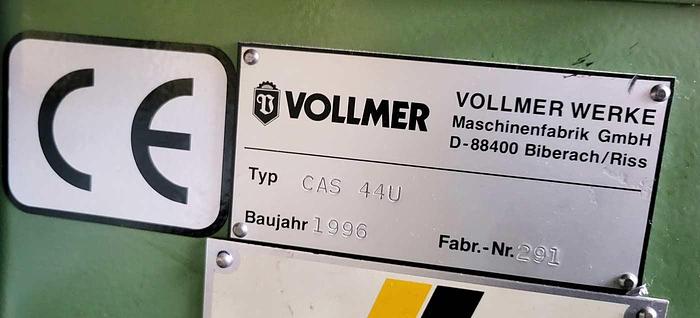 CE
VOLLMER
VOLLMER WERKE
Maschinenfabrik GmbH
D-88400 Biberach/Riss
Typ CAS 44U
Baujahr 1996
Fabr.-Nr. 291